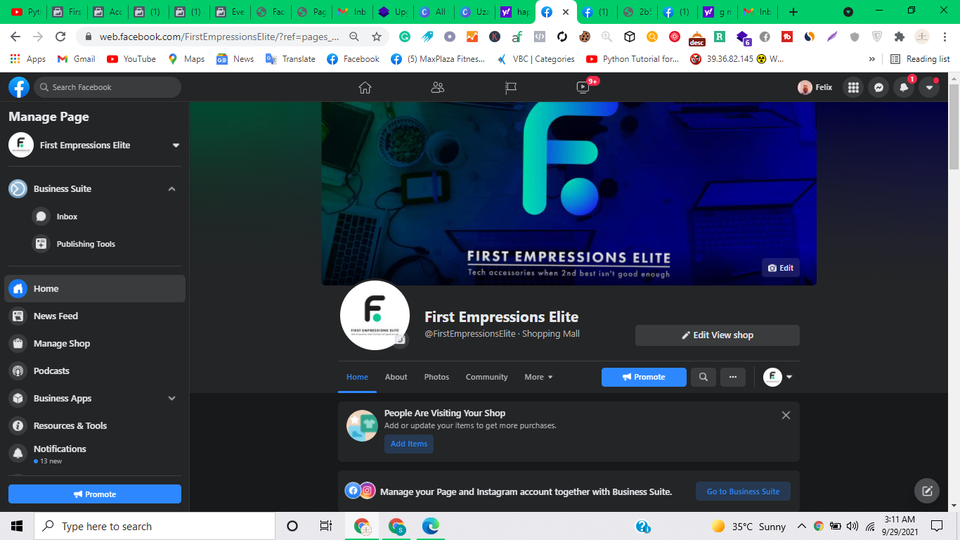 Pyt
Firs
Acc
(1)
(1)
Eve
Fac
Pag
Inb
Up
All
Uza
hap
(1)
2b!
(1)
g n
Inb
web.facebook.com/FirstEmpressionsElite/?ref=pages_...
Apps
Gmail
YouTube
Maps
News
Translate
Facebook
(5) MaxPlaza Fitnes...
VBC | Categories
Python Tutorial for...
39.36.82.145 ☢ W...
Reading list
Search Facebook
9+
Felix
1
Manage Page
First Empressions Elite
Business Suite
Inbox
Publishing Tools
Home
News Feed
Manage Shop
Podcasts
Business Apps
Resources & Tools
Notifications
13 new
Promote
FIRST EMPRESSIONS ELITE
Tech accessories when 2nd best isn't good enough
Edit
FIRST EMPRESSIONS ELITE
First Empressions Elite
@FirstEmpressionsElite · Shopping Mall
Edit View shop
Home
About
Photos
Community
More
Promote
People Are Visiting Your Shop
Add or update your items to get more purchases.
Add Items
Manage your Page and Instagram account together with Business Suite.
Go to Business Suite
Type here to search
35°C Sunny
3:11 AM
9/29/2021